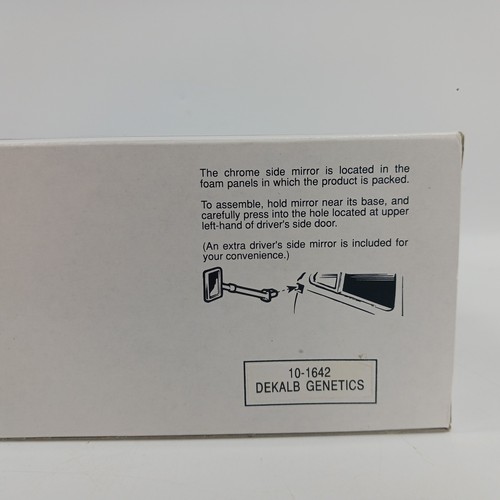 The chrome side mirror is located in the
foam panels in which the product is packed.
To assemble, hold mirror near its base, and
carefully press into the hole located at upper
left-hand of driver's side door.
(An extra driver's side mirror is included for
your convenience.)
10-1642
DEKALB GENETICS